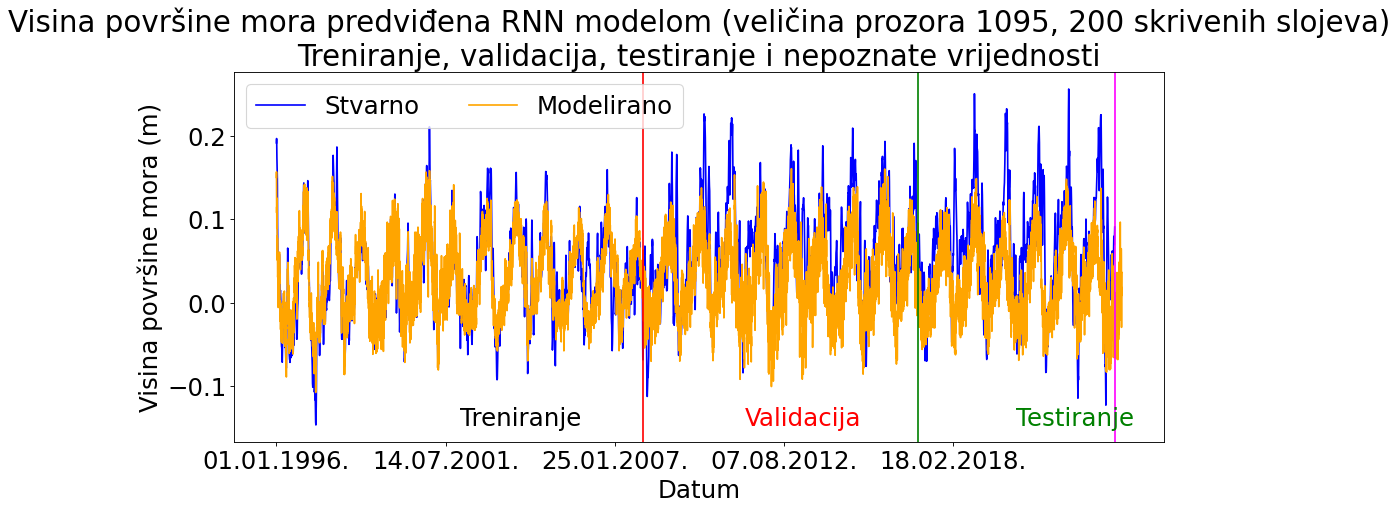 Visina površine mora predviđena RNN modelom (veličina prozora 1095, 200 skrivenih slojeva)
Treniranje, validacija, testiranje i nepoznate vrijednosti
Stvarno Modelirano
Visina površine mora (m)
0.2
0.1
0.0
−0.1
Treniranje Validacija Testiranje
01.01.1996. 14.07.2001. 25.01.2007. 07.08.2012. 18.02.2018.
Datum